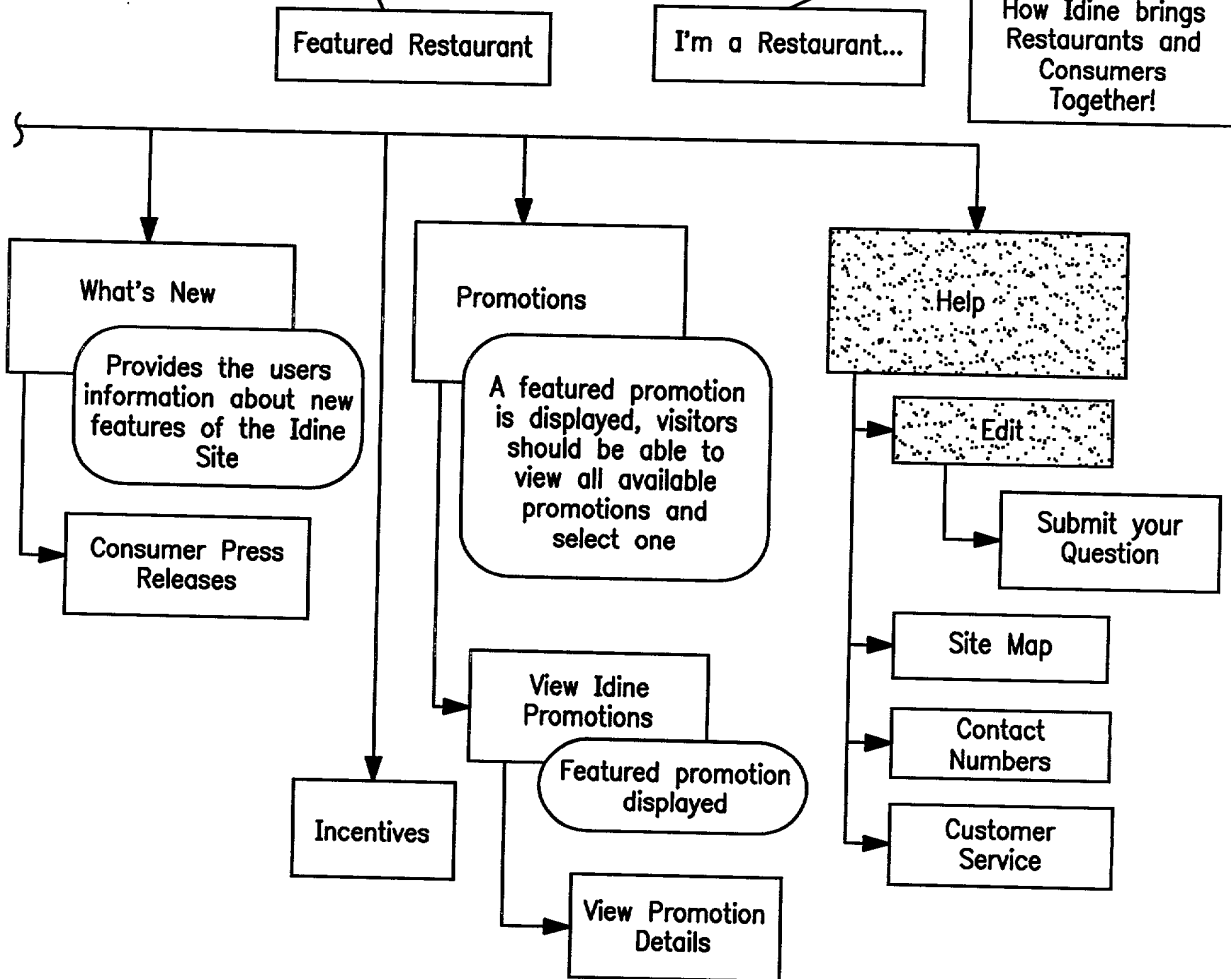 Featured Restaurant
I'm a Restaurant...
How Idine brings
Restaurants and
Consumers
Together!
What's New
Provides the users
information about new
features of the Idine
Site
Consumer Press
Releases
Incentives
Promotions
A featured promotion
is displayed, visitors
should be able to
view all available
promotions and
select one
View Idine
Promotions
Featured promotion
displayed
View Promotion
Details
Help
Edit
Submit your
Question
Site Map
Contact
Numbers
Customer
Service